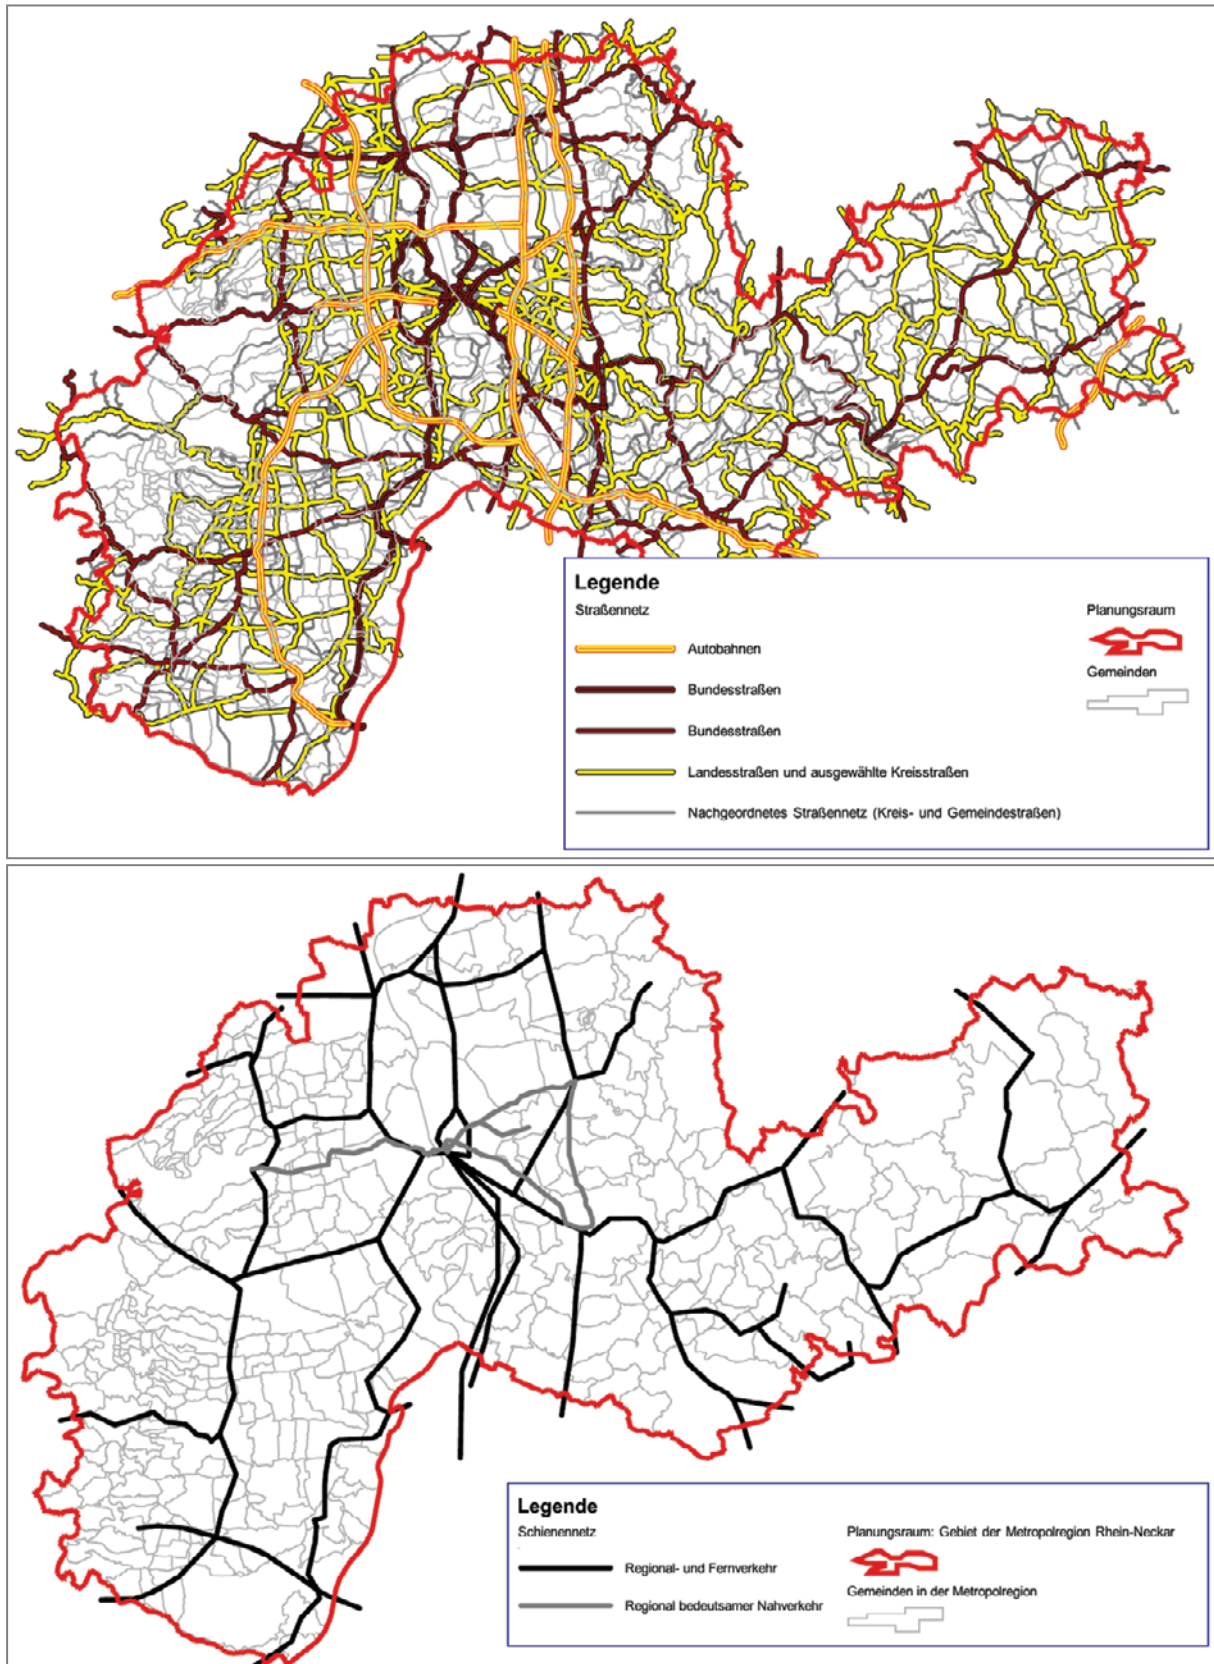 Legende
Straßennetz
Planungsraum
Autobahnen
Gemeinden
Bundesstraßen
Bundesstraßen
Landesstraßen und ausgewählte Kreisstraßen
Nachgeordnetes Straßennetz (Kreis- und Gemeindestraßen)
Legende
Schienennetz
Planungsraum: Gebiet der Metropolregion Rhein-Neckar
Regional- und Fernverkehr
Gemeinden in der Metropolregion
Regional bedeutsamer Nahverkehr